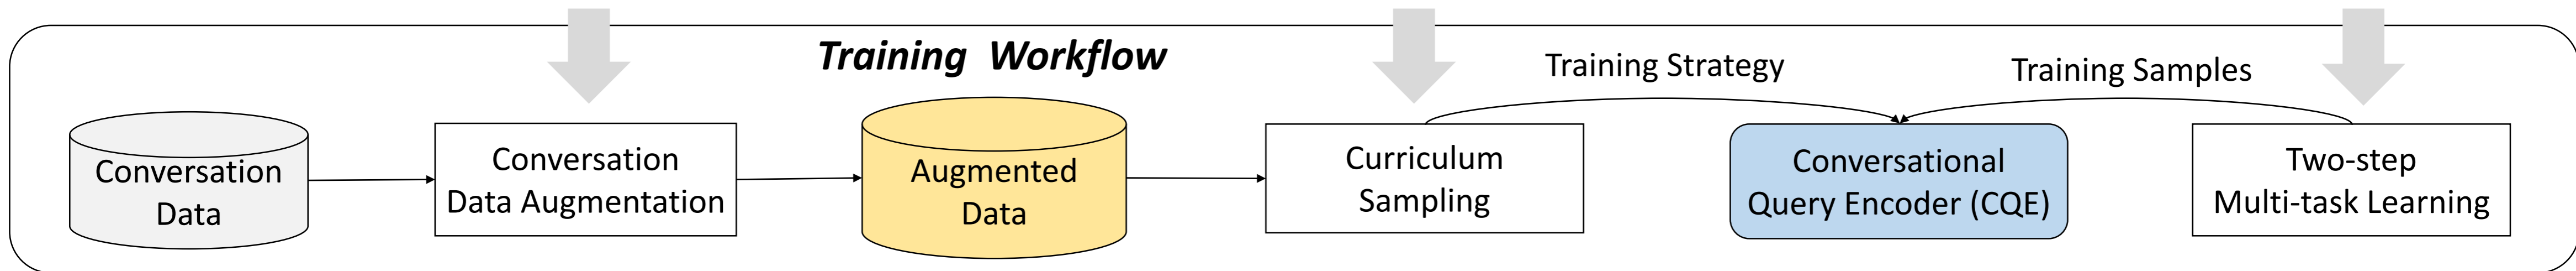 Training Workflow
Training Strategy
Training Samples
Conversation
Data
Conversation
Data Augmentation
Augmented
Data
Curriculum
Sampling
Conversational
Query Encoder (CQE)
Two-step
Multi-task Learning